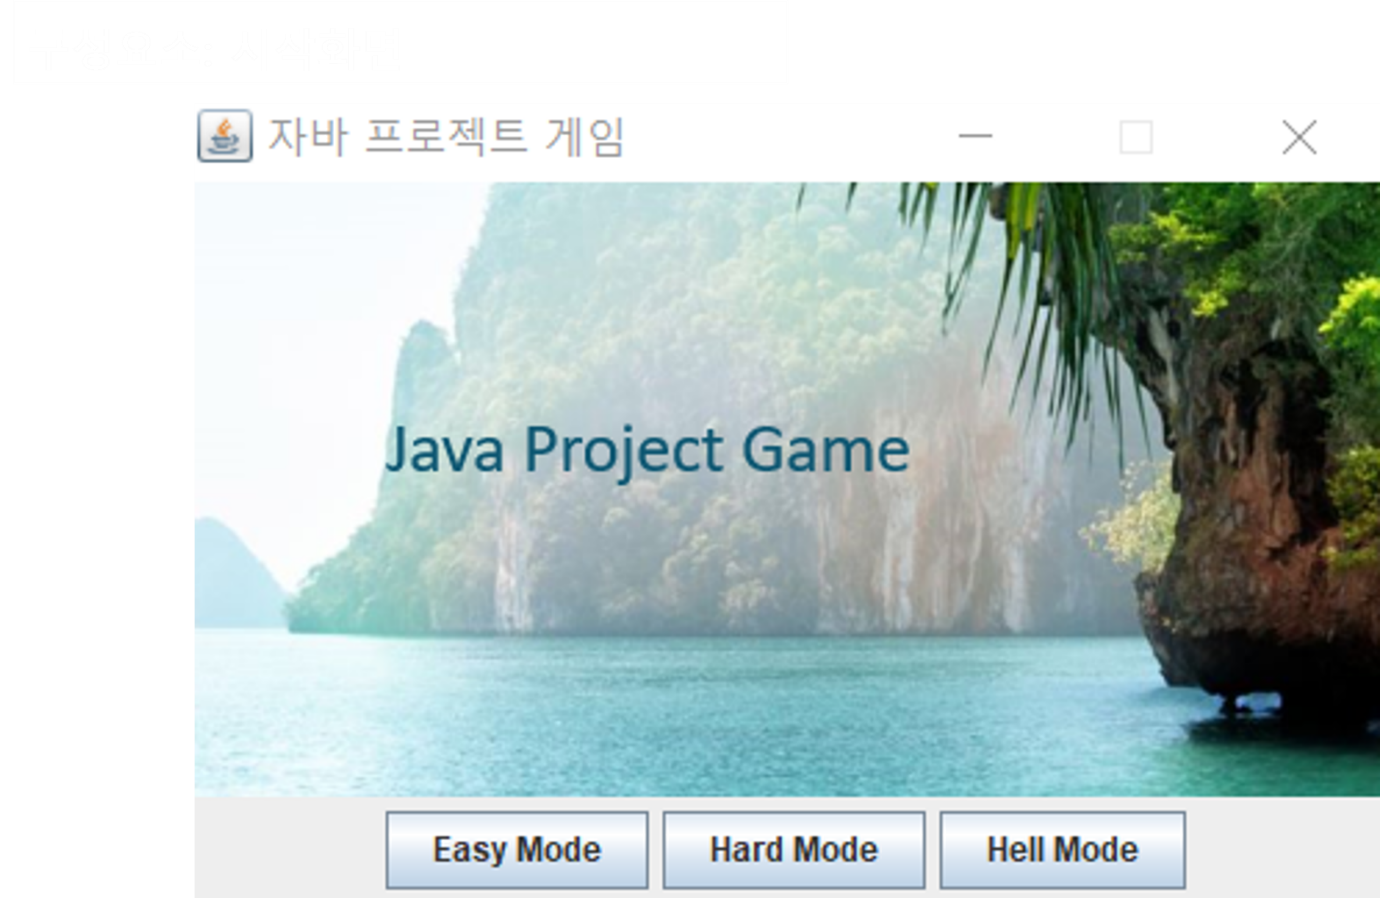 자바 프로젝트 게임
Java Project Game
Easy Mode Hard Mode Hell Mode